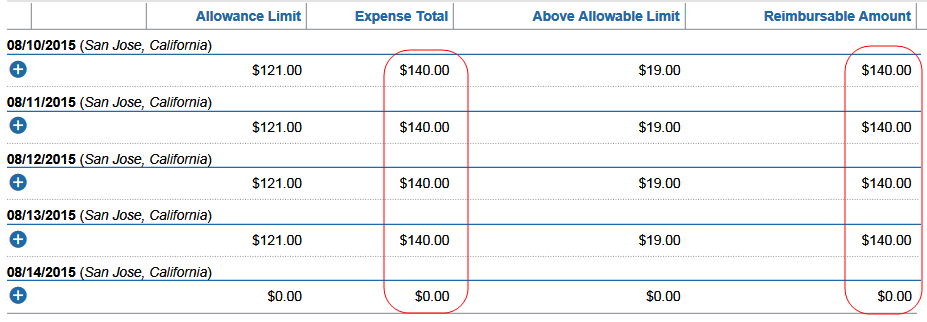 Allowance Limit Expense Total Above Allowable Limit Reimbursable Amount
08/10/2015 (San Jose, California)
$121.00 $140.00 $19.00 $140.00
08/11/2015 (San Jose, California)
$121.00 $140.00 $19.00 $140.00
08/12/2015 (San Jose, California)
$121.00 $140.00 $19.00 $140.00
08/13/2015 (San Jose, California)
$121.00 $140.00 $19.00 $140.00
08/14/2015 (San Jose, California)
$0.00 $0.00 $0.00 $0.00